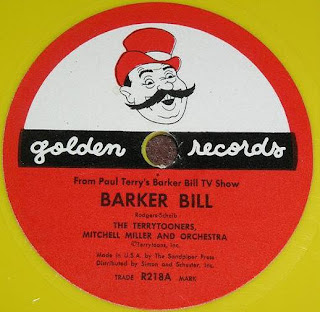 golden records
From Paul Terry's Barker Bill TV Show
BARKER BILL
Rodgers-Schalb
THE TERRYTOONERS,
MITCHELL MILLER AND ORCHESTRA
©Terrytoons, Inc.
Made in U.S.A. by The Sandpiper Press
Distributed by Simon and Schuster, Inc.
TRADE R218A MARK